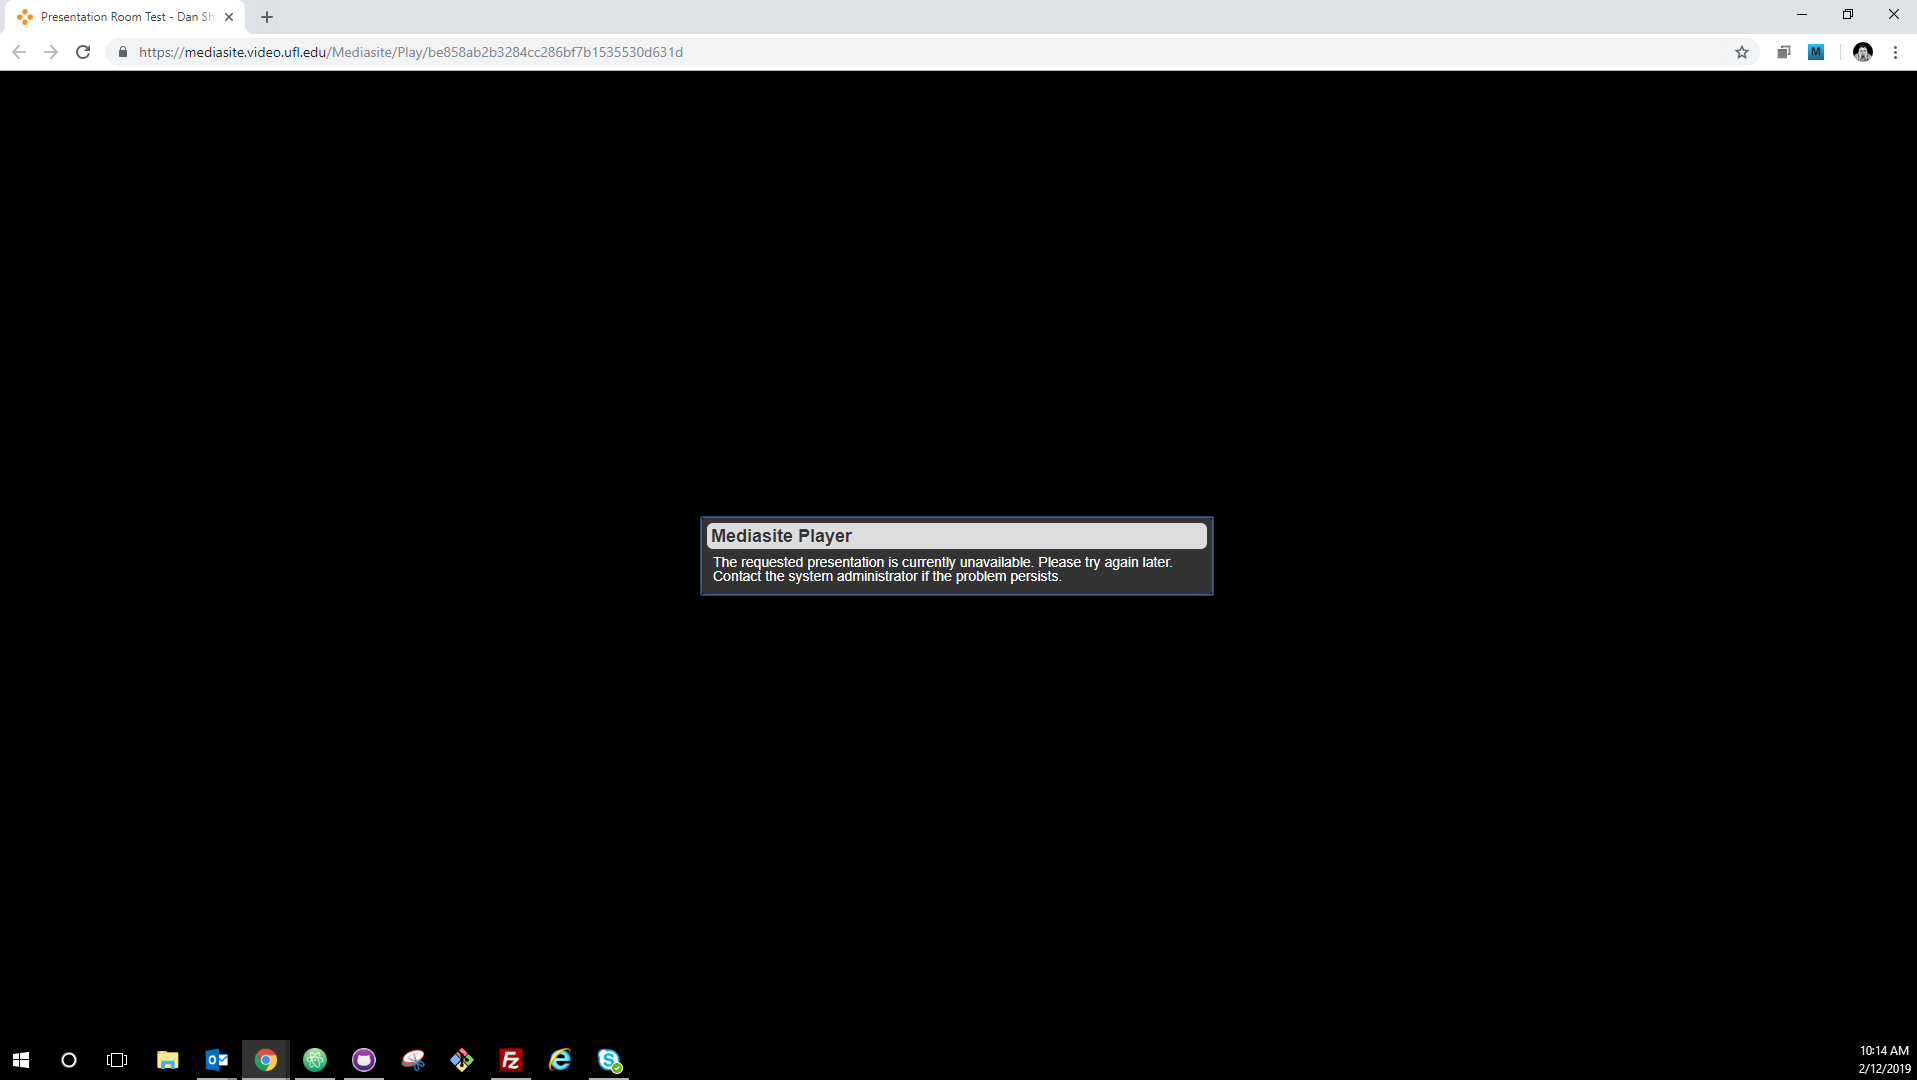 Presentation Room Test - Dan Sh
https://mediasite.video.ufl.edu/Mediasite/Play/be858ab2b3284cc286bf7b1535530d631d
M
Mediasite Player
The requested presentation is currently unavailable. Please try again later.
Contact the system administrator if the problem persists.
10:14 AM
2/12/2019